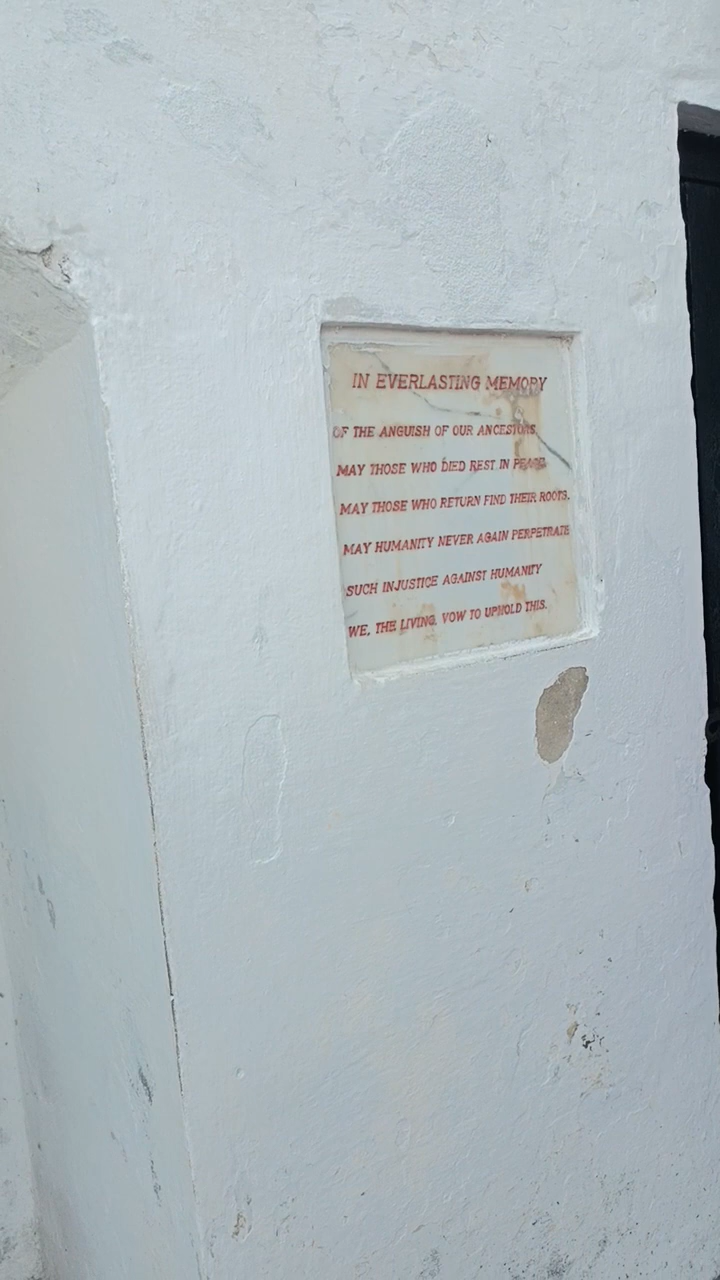 IN EVERLASTING MEMORY
OF THE ANGUISH OF OUR ANCESTORS.
MAY THOSE WHO DIED REST IN PEACE.
MAY THOSE WHO RETURN FIND THEIR ROOTS.
MAY HUMANITY NEVER AGAIN PERPETRATE
SUCH INJUSTICE AGAINST HUMANITY
WE, THE LIVING, VOW TO UPHOLD THIS.